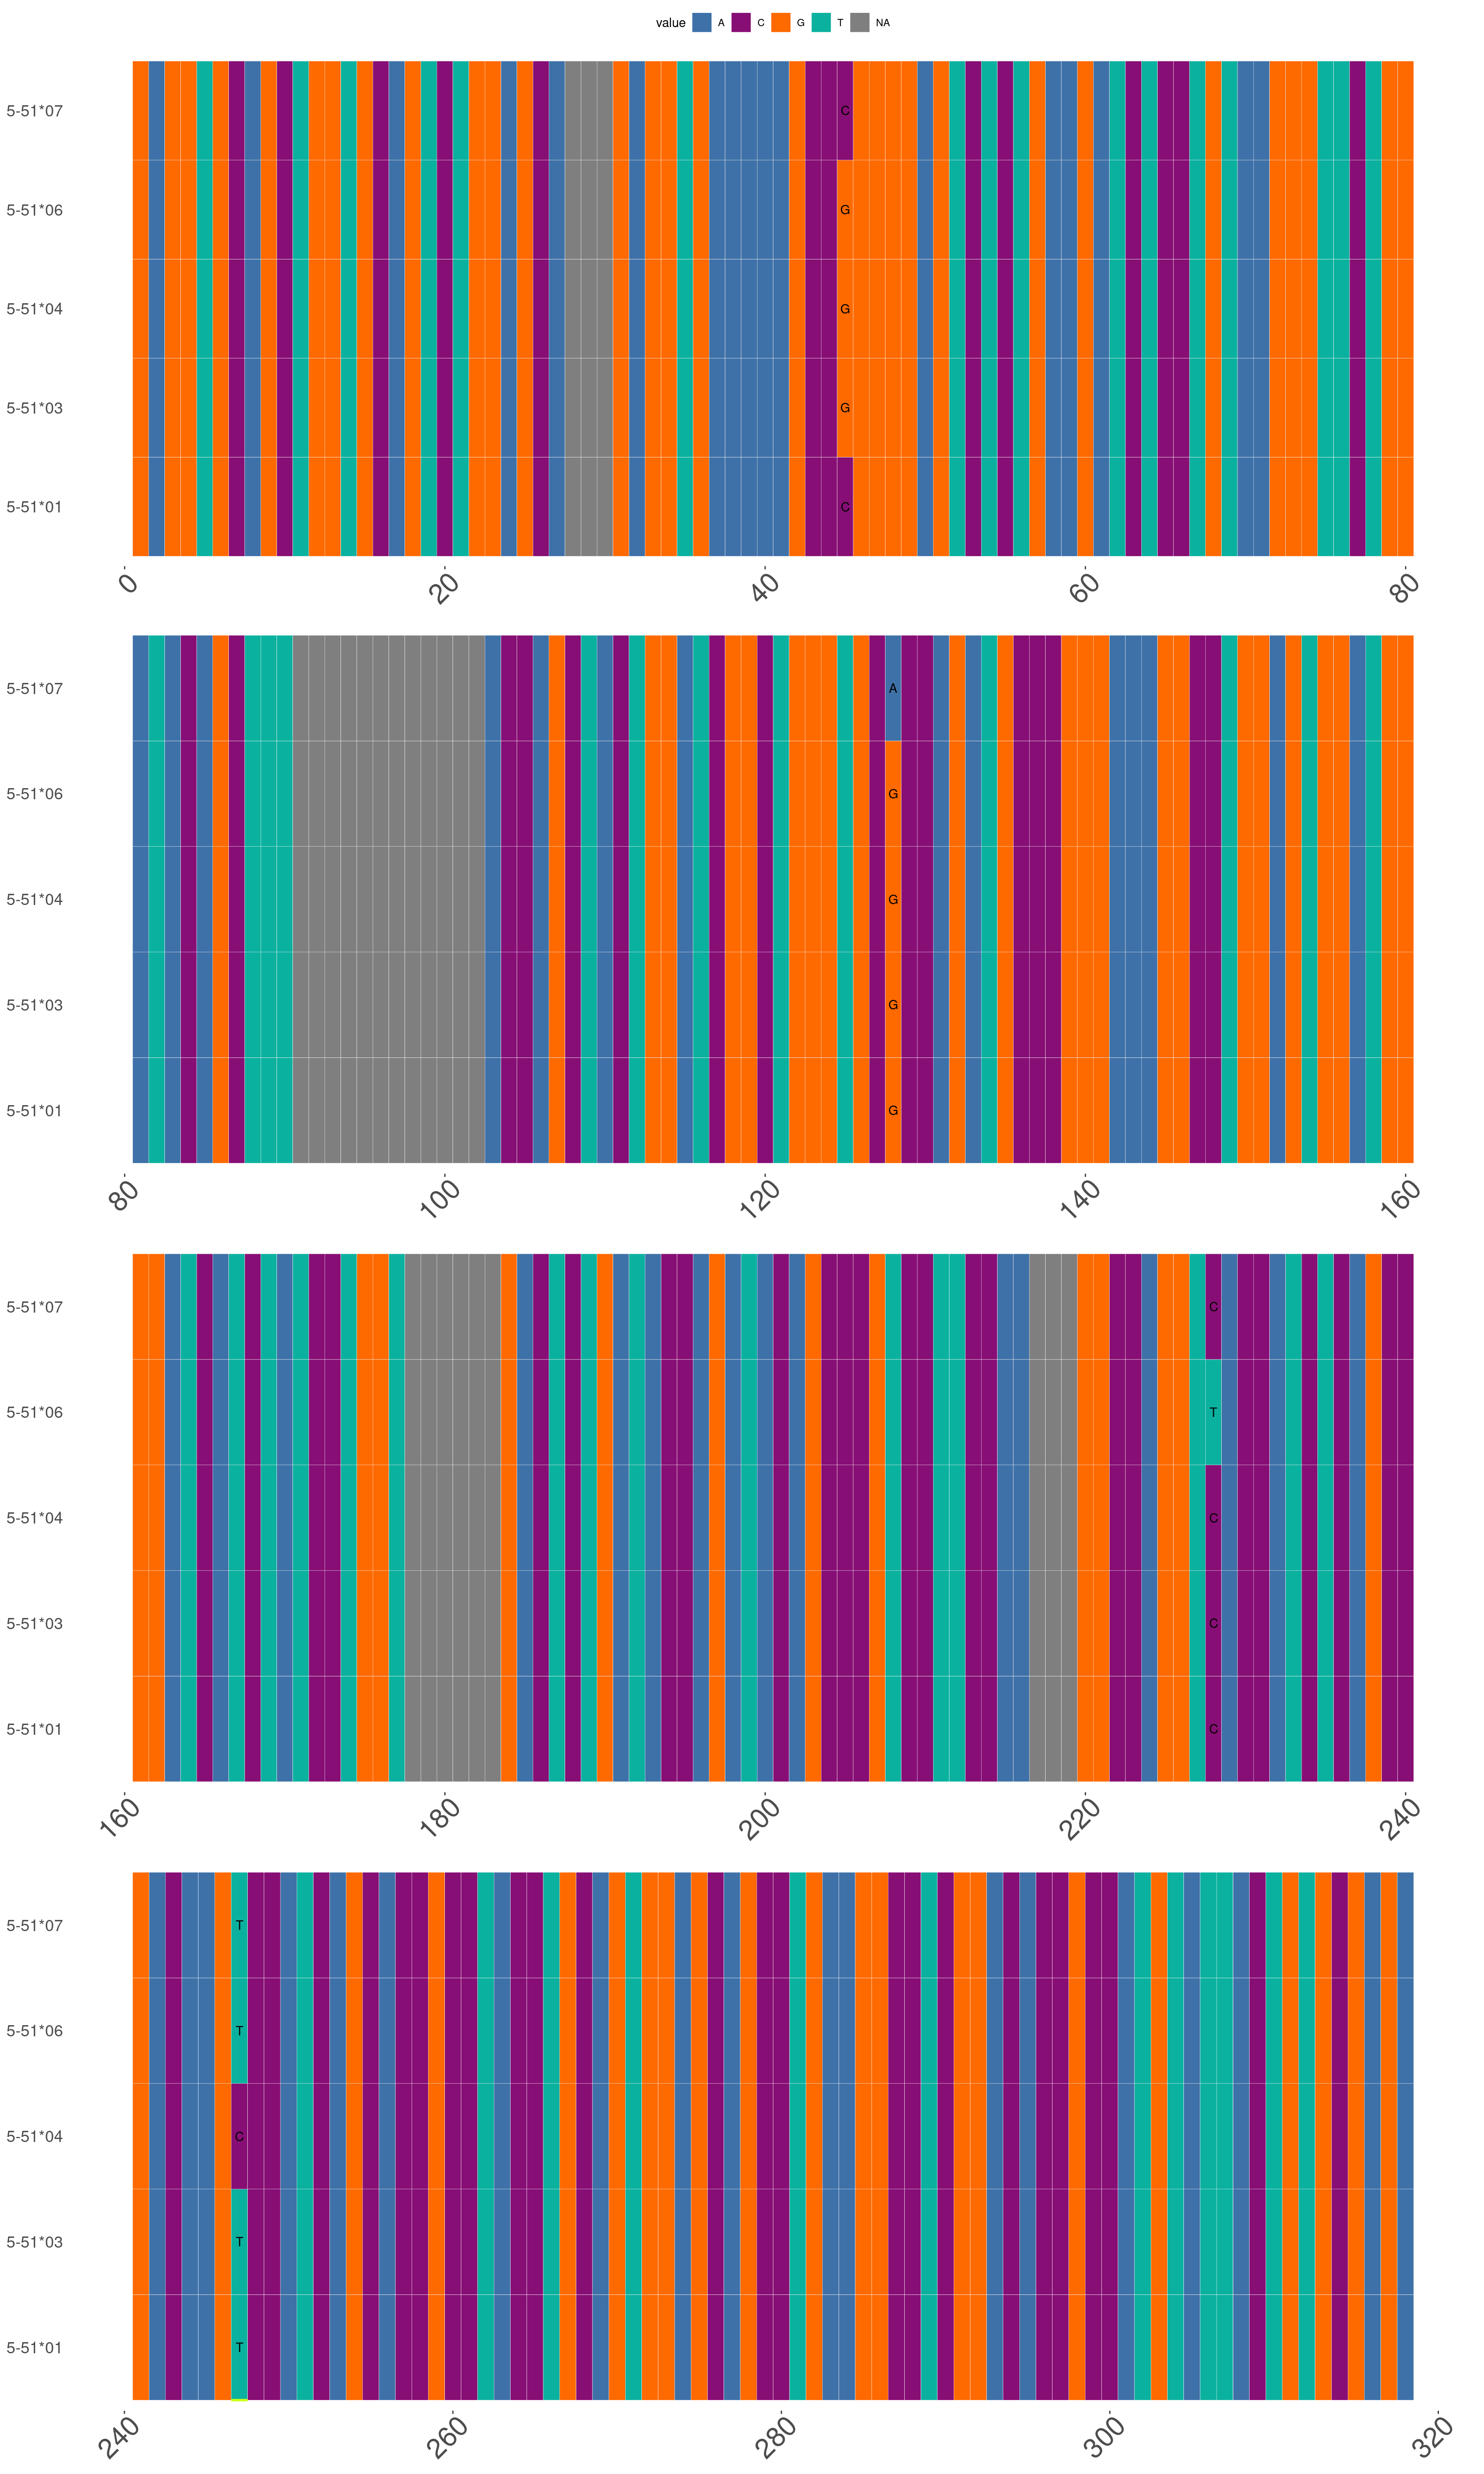 value A C G T NA
5-51*07 C
5-51*06 G
5-51*04 G
5-51*03 G
5-51*01 C
0 20 40 60 80
5-51*07 A
5-51*06 G
5-51*04 G
5-51*03 G
5-51*01 G
80 100 120 140 160
5-51*07 C
5-51*06 T
5-51*04 C
5-51*03 C
5-51*01 C
160 180 200 220 240
5-51*07 T
5-51*06 T
5-51*04 C
5-51*03 T
5-51*01 T
240 260 280 300 320